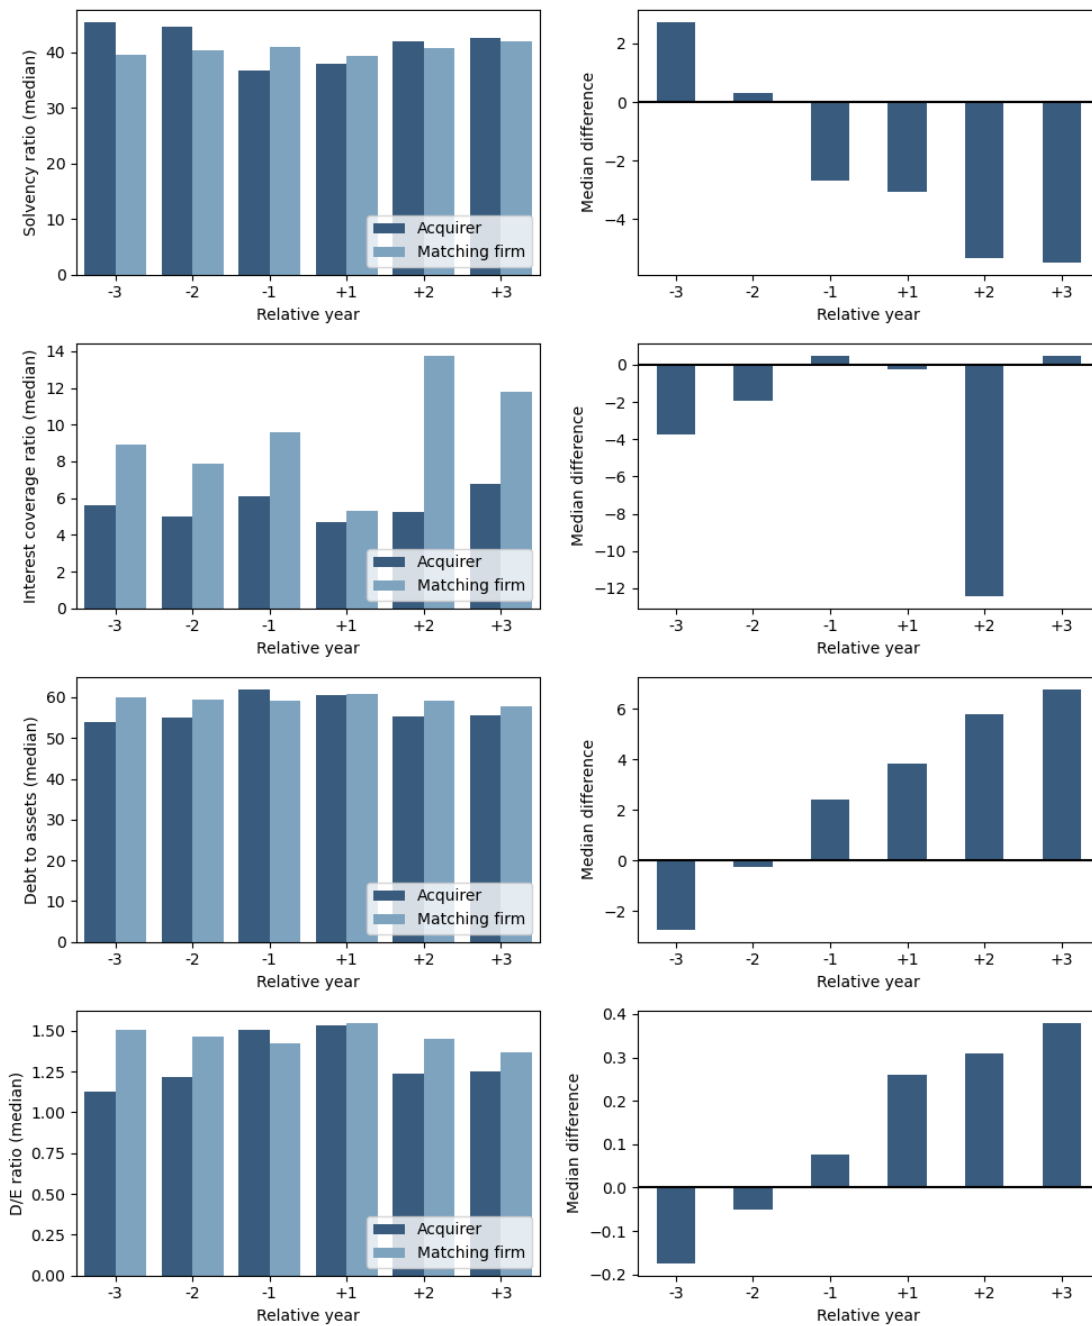 Solvency ratio (median)
40
30
20
10
0
-3 -2 -1 +1 +2 +3
Relative year
Acquirer
Matching firm
Median difference
2
0
−2
−4
-3 -2 -1 +1 +2 +3
Relative year
Interest coverage ratio (median)
14
12
10
8
6
4
2
0
-3 -2 -1 +1 +2 +3
Relative year
Acquirer
Matching firm
Median difference
0
−2
−4
−6
−8
−10
−12
-3 -2 -1 +1 +2 +3
Relative year
Debt to assets (median)
60
50
40
30
20
10
0
-3 -2 -1 +1 +2 +3
Relative year
Acquirer
Matching firm
Median difference
6
4
2
0
−2
-3 -2 -1 +1 +2 +3
Relative year
D/E ratio (median)
1.50
1.25
1.00
0.75
0.50
0.25
0.00
-3 -2 -1 +1 +2 +3
Relative year
Acquirer
Matching firm
Median difference
0.4
0.3
0.2
0.1
0.0
−0.1
−0.2
-3 -2 -1 +1 +2 +3
Relative year